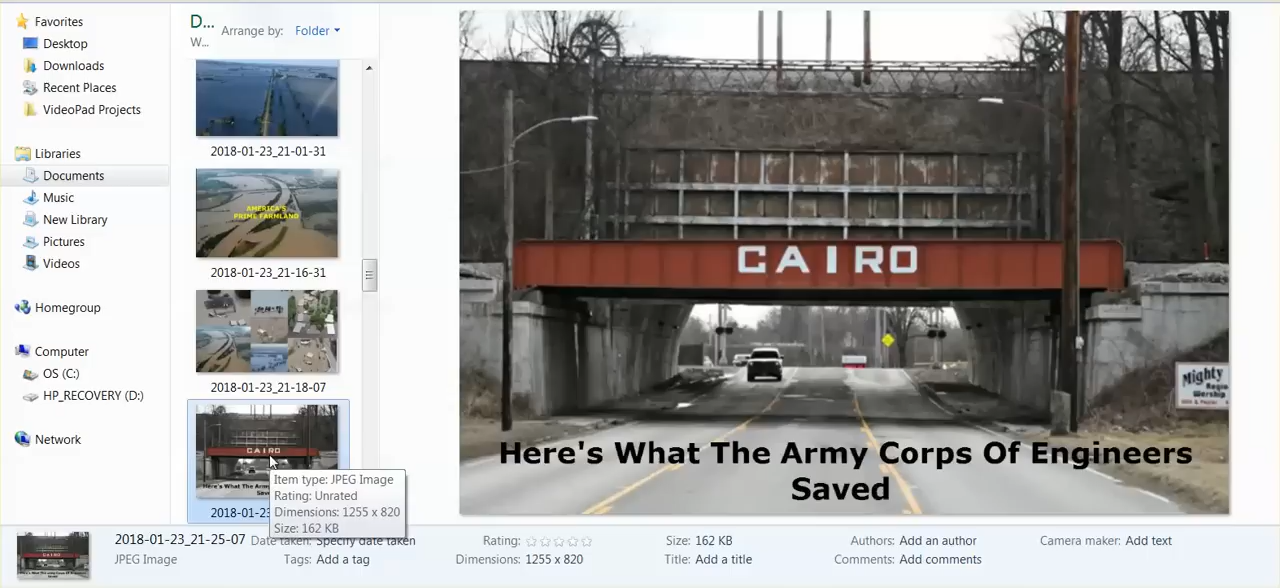 Favorites
Desktop
Downloads
Recent Places
VideoPad Projects
Libraries
Documents
Music
New Library
Pictures
Videos
Homegroup
Computer
OS (C:)
HP_RECOVERY (D:)
Network
D...
W...
Arrange by: Folder
2018-01-23_21-01-31
AMERICA'S
PRIME FARMLAND
2018-01-23_21-16-31
2018-01-23_21-18-07
CAIRO
2018-01-23
Item type: JPEG Image
Rating: Unrated
Dimensions: 1255 x 820
Size: 162 KB
CAIRO
Mighty
Worship
Here's What The Army Corps Of Engineers
Saved
2018-01-23_21-25-07
JPEG Image
Date taken: Specify date taken
Tags: Add a tag
Rating:
Dimensions: 1255 x 820
Size: 162 KB
Title: Add a title
Authors: Add an author
Comments: Add comments
Camera maker: Add text